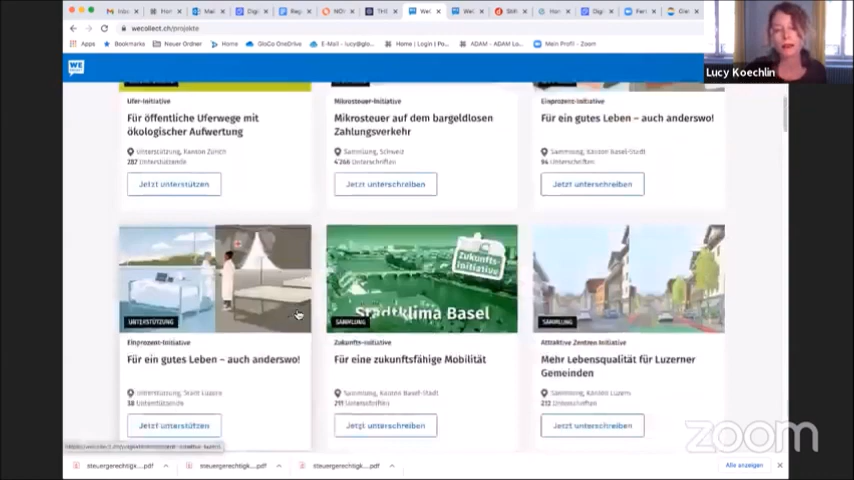 wecollect.ch/projekte
Apps
Bookmarks
Neuer Ordner
Home
GloCo OneDrive
Home | Login | Po...
ADAM - ADAM Lo...
Mein Profil - Zoom
Lucy Koechlin
WE
Ufer-Initiative
Mikrosteuer-Initiative
Einprozent-Initiative
Für öffentliche Uferwege mit
ökologischer Aufwertung
Mikrosteuer auf dem bargeldlosen
Zahlungsverkehr
Für ein gutes Leben – auch anderswo!
Unterstützung, Kanton Zürich
287 Unterstützende
Sammlung, Schweiz
4'266 Unterschriften
Sammlung, Kanton Basel-Stadt
94 Unterschriften
Jetzt unterstützen
Jetzt unterschreiben
Jetzt unterschreiben
Zukunfts-
initiative
Stadtklima Basel
UNTERSTÜTZUNG
SAMMLUNG
SAMMLUNG
Einprozent-Initiative
Zukunfts-Initiative
Attraktive Zentren Initiative
Für ein gutes Leben – auch anderswo!
Für eine zukunftsfähige Mobilität
Mehr Lebensqualität für Luzerner
Gemeinden
Unterstützung, Stadt Luzern
38 Unterstützende
Sammlung, Kanton Basel-Stadt
211 Unterschriften
Sammlung, Kanton Luzern
212 Unterschriften
Jetzt unterstützen
Jetzt unterschreiben
Jetzt unterschreiben
zoom
steuergerechtigk....pdf
steuergerechtigk....pdf
steuergerechtigk....pdf
Alle anzeigen